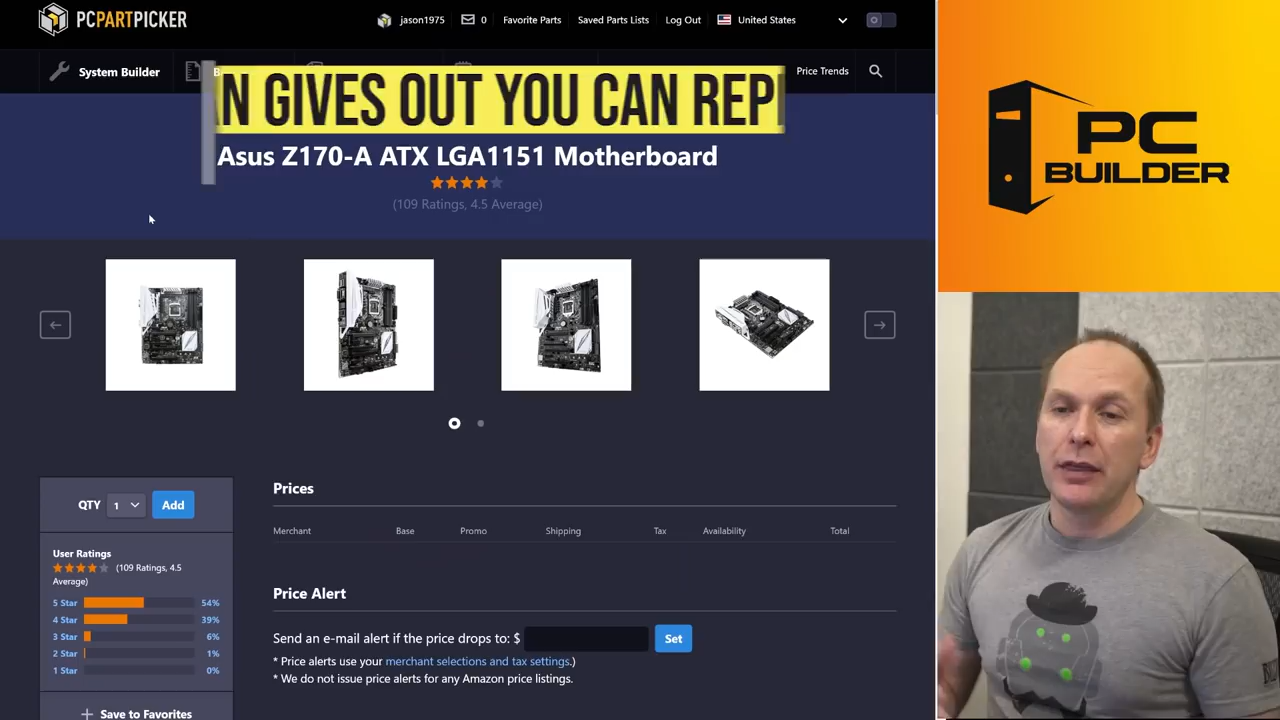 PCPARTPICKER
jason1975
0
Favorite Parts
Saved Parts Lists
Log Out
United States
System Builder
Price Trends
GIVES OUT YOU CAN
Asus Z170-A ATX LGA1151 Motherboard
(109 Ratings, 4.5 Average)
QTY
1
Add
User Ratings
(109 Ratings, 4.5
Average)
5 Star 54%
4 Star 39%
3 Star 6%
2 Star 1%
1 Star 0%
Save to Favorites
Prices
Merchant Base Promo Shipping Tax Availability Total
Price Alert
Send an e-mail alert if the price drops to: $
Set
* Price alerts use your merchant selections and tax settings.)
* We do not issue price alerts for any Amazon price listings.
PC
BUILDER